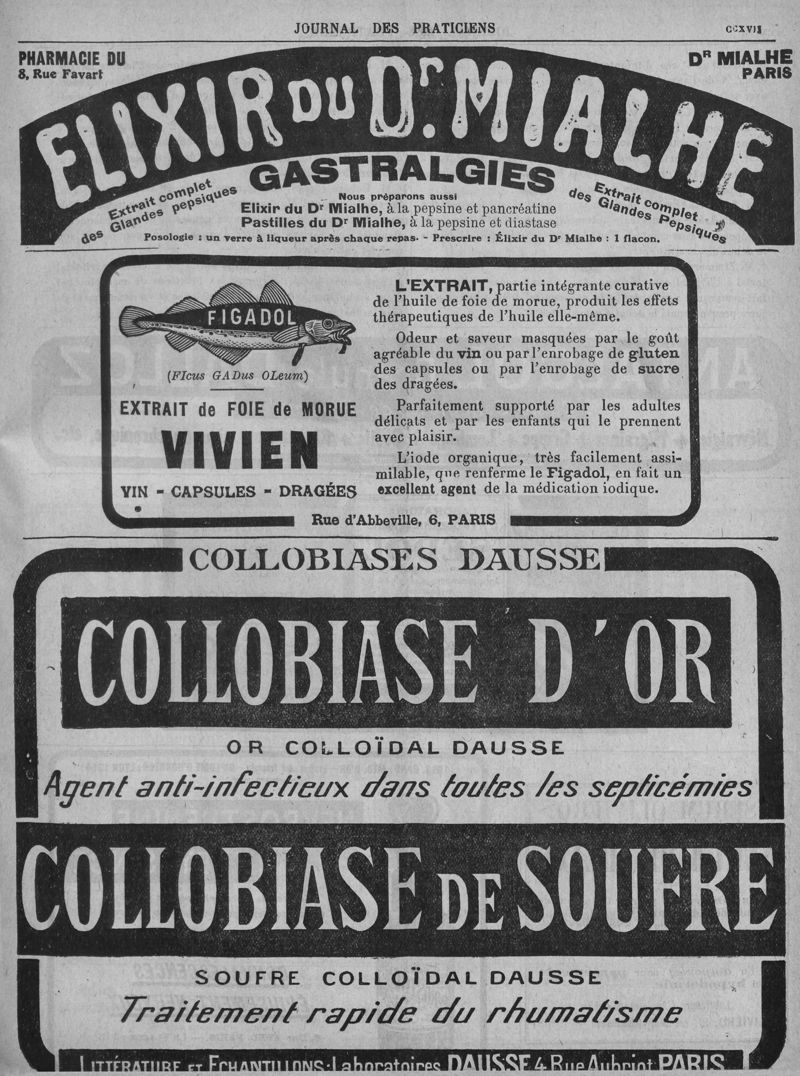 JOURNAL DES PRATICIENS
PHARMACIE DU
8, Rue Favart
DR MIALHE
PARIS
ELIXIR DU Dr. MIALHE
GASTRALGIES
Extrait complet
des Glandes pepsiques
Nous préparons aussi
Elixir du Dr Mialhe, à la pepsine et pancréatine
Pastilles du Dr Mialhe, à la pepsine et diastase
Extrait complet
des Glandes Pepsiques
Posologie : un verre à liqueur après chaque repas. - Prescrire : Élixir du Dr Mialhe : 1 flacon.
FIGADOL
(FIcus GADus OLeum)
EXTRAIT de FOIE de MORUE
VIVIEN
VIN - CAPSULES - DRAGÉES
L'EXTRAIT, partie intégrante curative
de l'huile de foie de morue, produit les effets
thérapeutiques de l'huile elle-même.
Odeur et saveur masquées par le goût
agréable du vin ou par l'enrobage de gluten
des capsules ou par l'enrobage de sucre
des dragées.
Parfaitement supporté par les adultes
délicats et par les enfants qui le prennent
avec plaisir.
L'iode organique, très facilement assi-
milable, que renferme le Figadol, en fait un
excellent agent de la médication iodique.
Rue d'Abbeville, 6, PARIS
COLLOBIASES DAUSSE
COLLOBIASE D'OR
OR COLLOÏDAL DAUSSE
Agent anti-infectieux dans toutes les septicémies
COLLOBIASE DE SOUFRE
SOUFRE COLLOÏDAL DAUSSE
Traitement rapide du rhumatisme
LITTÉRATURE ET ECHANTILLONS: Laboratoires DAUSSE 4 Rue Aubriot PARIS